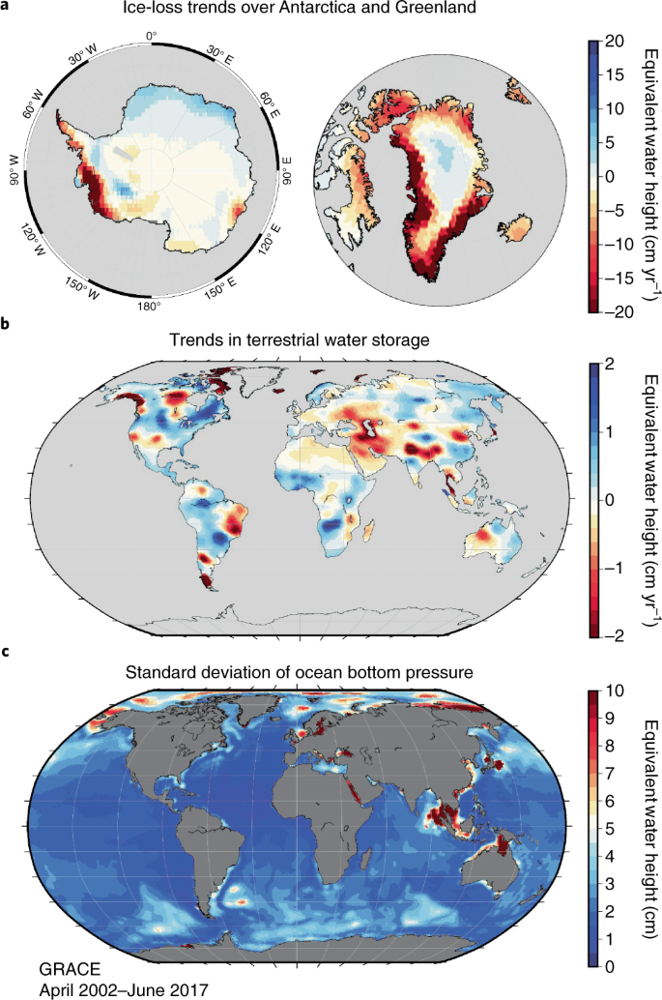 a
Ice-loss trends over Antarctica and Greenland
0°
30° E
60° E
90° E
120° E
150° E
180°
150° W
120° W
90° W
60° W
30° W
20
15
10
5
0
−5
−10
−15
−20
Equivalent water height (cm yr−1)
b
Trends in terrestrial water storage
2
1
0
−1
−2
Equivalent water height (cm yr−1)
c
Standard deviation of ocean bottom pressure
10
9
8
7
6
5
4
3
2
1
0
Equivalent water height (cm)
GRACE
April 2002–June 2017